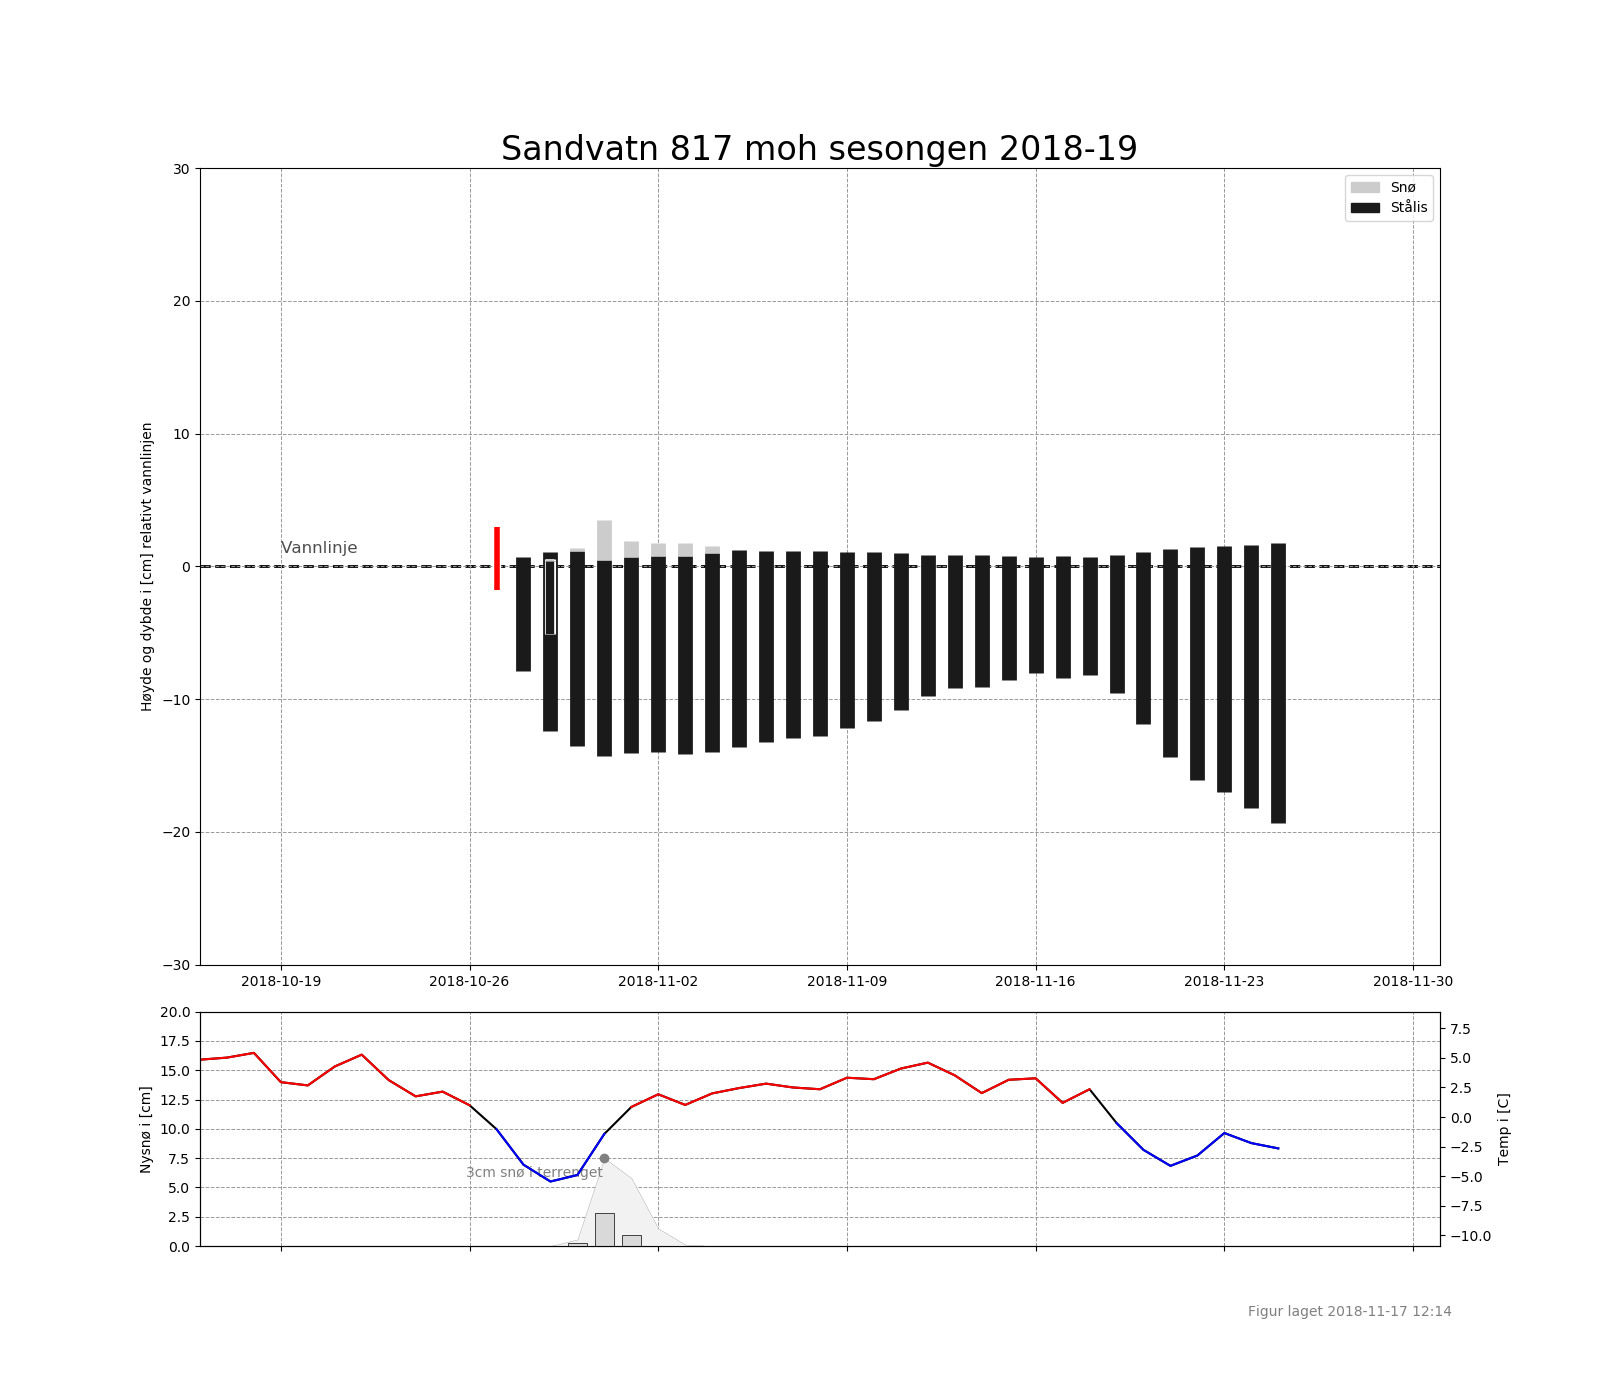 Sandvatn 817 moh sesongen 2018-19
Snø
Stålis
Høyde og dybde i [cm] relativt vannlinjen
30
20
10
0
−10
−20
−30
Vannlinje
2018-10-19 2018-10-26 2018-11-02 2018-11-09 2018-11-16 2018-11-23 2018-11-30
Nysnø i [cm]
20.0
17.5
15.0
12.5
10.0
7.5
5.0
2.5
0.0
3cm snø i terrenget
7.5
5.0
2.5
0.0
−2.5
−5.0
−7.5
−10.0
Temp i [C]
Figur laget 2018-11-17 12:14